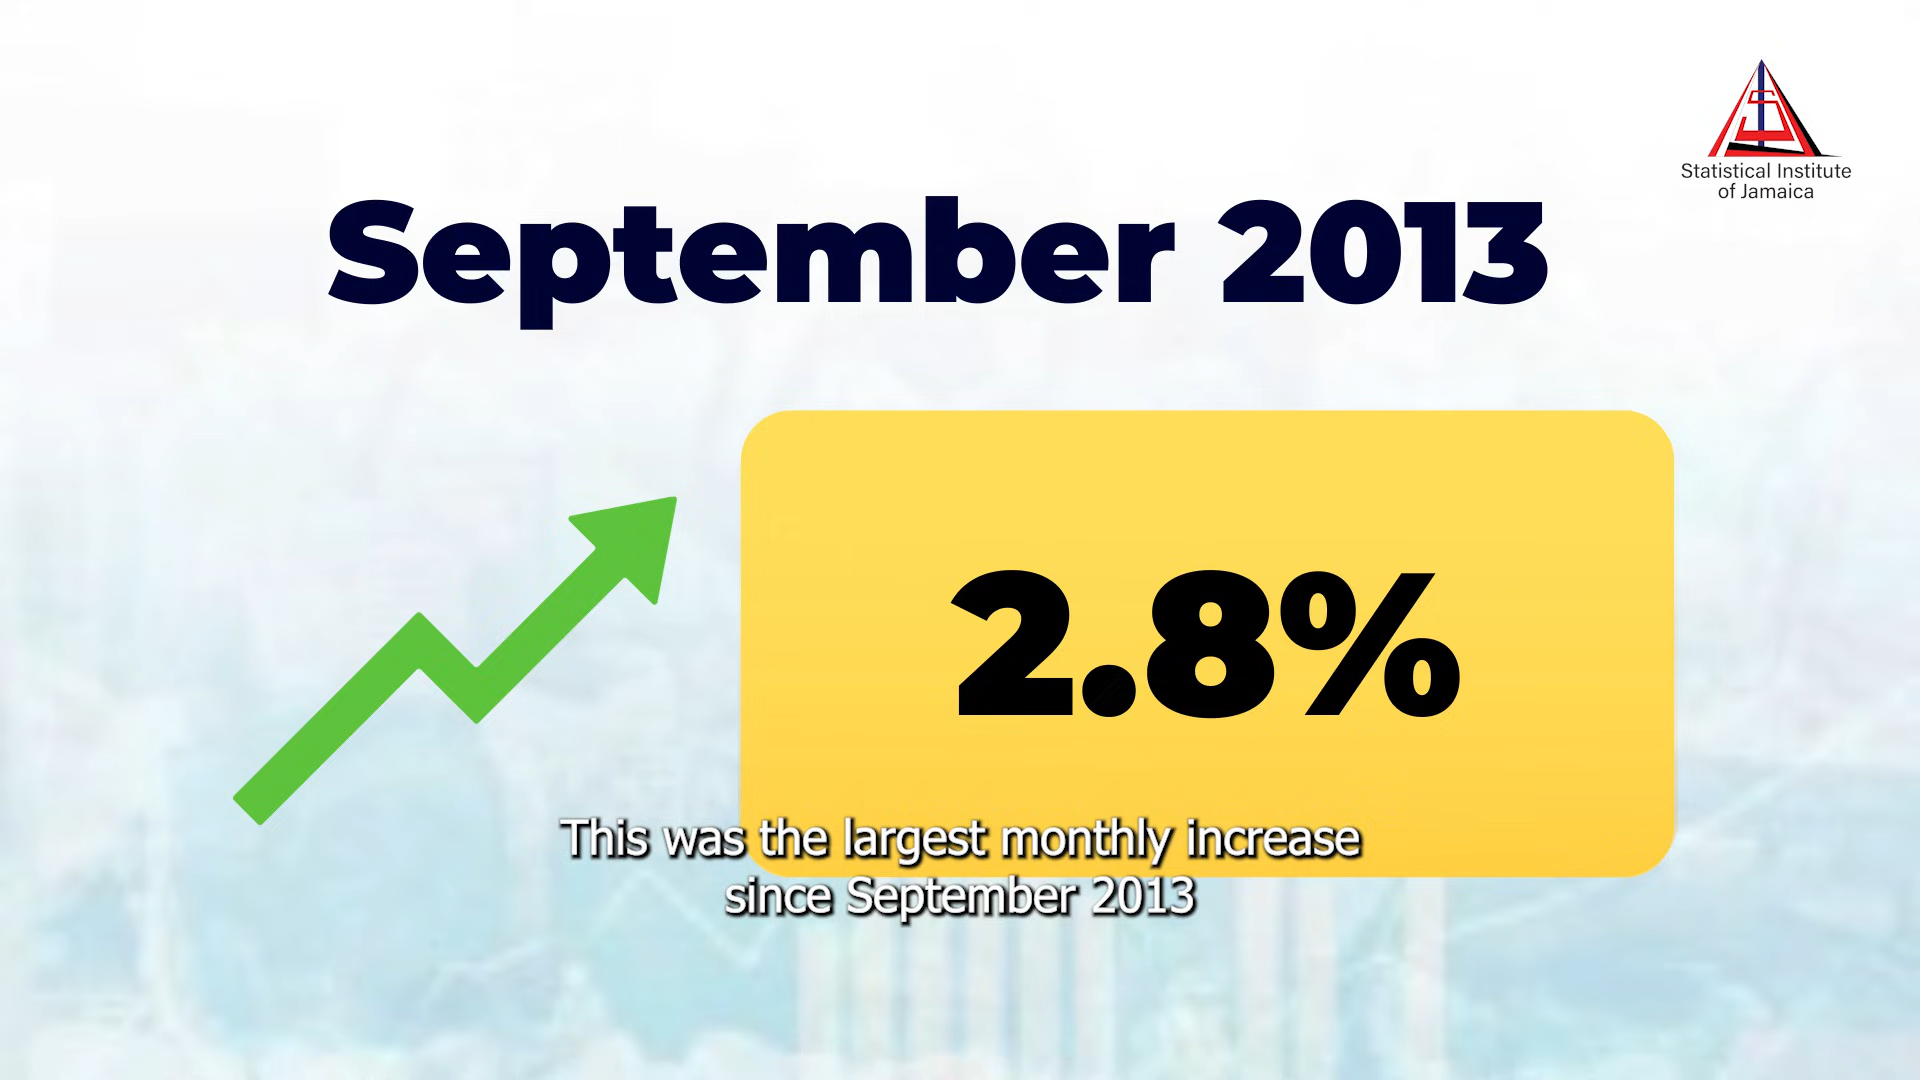 Statistical Institute
of Jamaica
September 2013
2.8%
This was the largest monthly increase
since September 2013